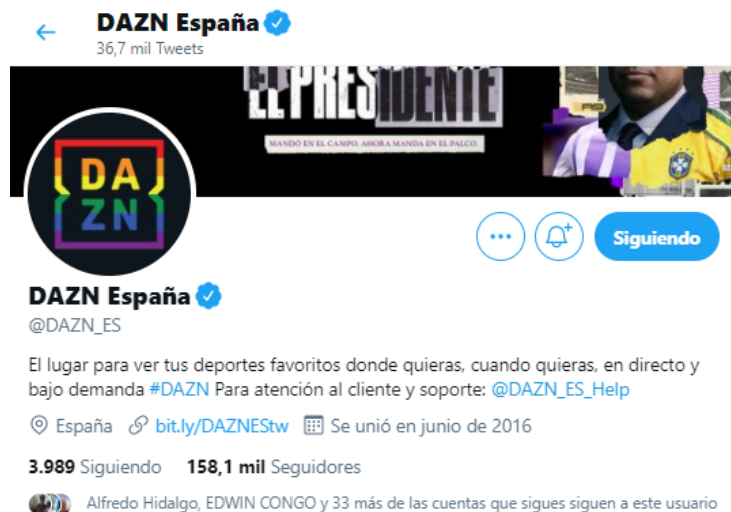 DAZN España
36,7 mil Tweets
EL PRESIDENTE
MANDÓ EN EL CAMPO. AHORA MANDA EN EL PALCO.
DA
ZN
Siguiendo
DAZN España
@DAZN_ES
El lugar para ver tus deportes favoritos donde quieras, cuando quieras, en directo y
bajo demanda #DAZN Para atención al cliente y soporte: @DAZN_ES_Help
España bit.ly/DAZNEStw Se unió en junio de 2016
3.989 Siguiendo 158,1 mil Seguidores
Alfredo Hidalgo, EDWIN CONGO y 33 más de las cuentas que sigues siguen a este usuario